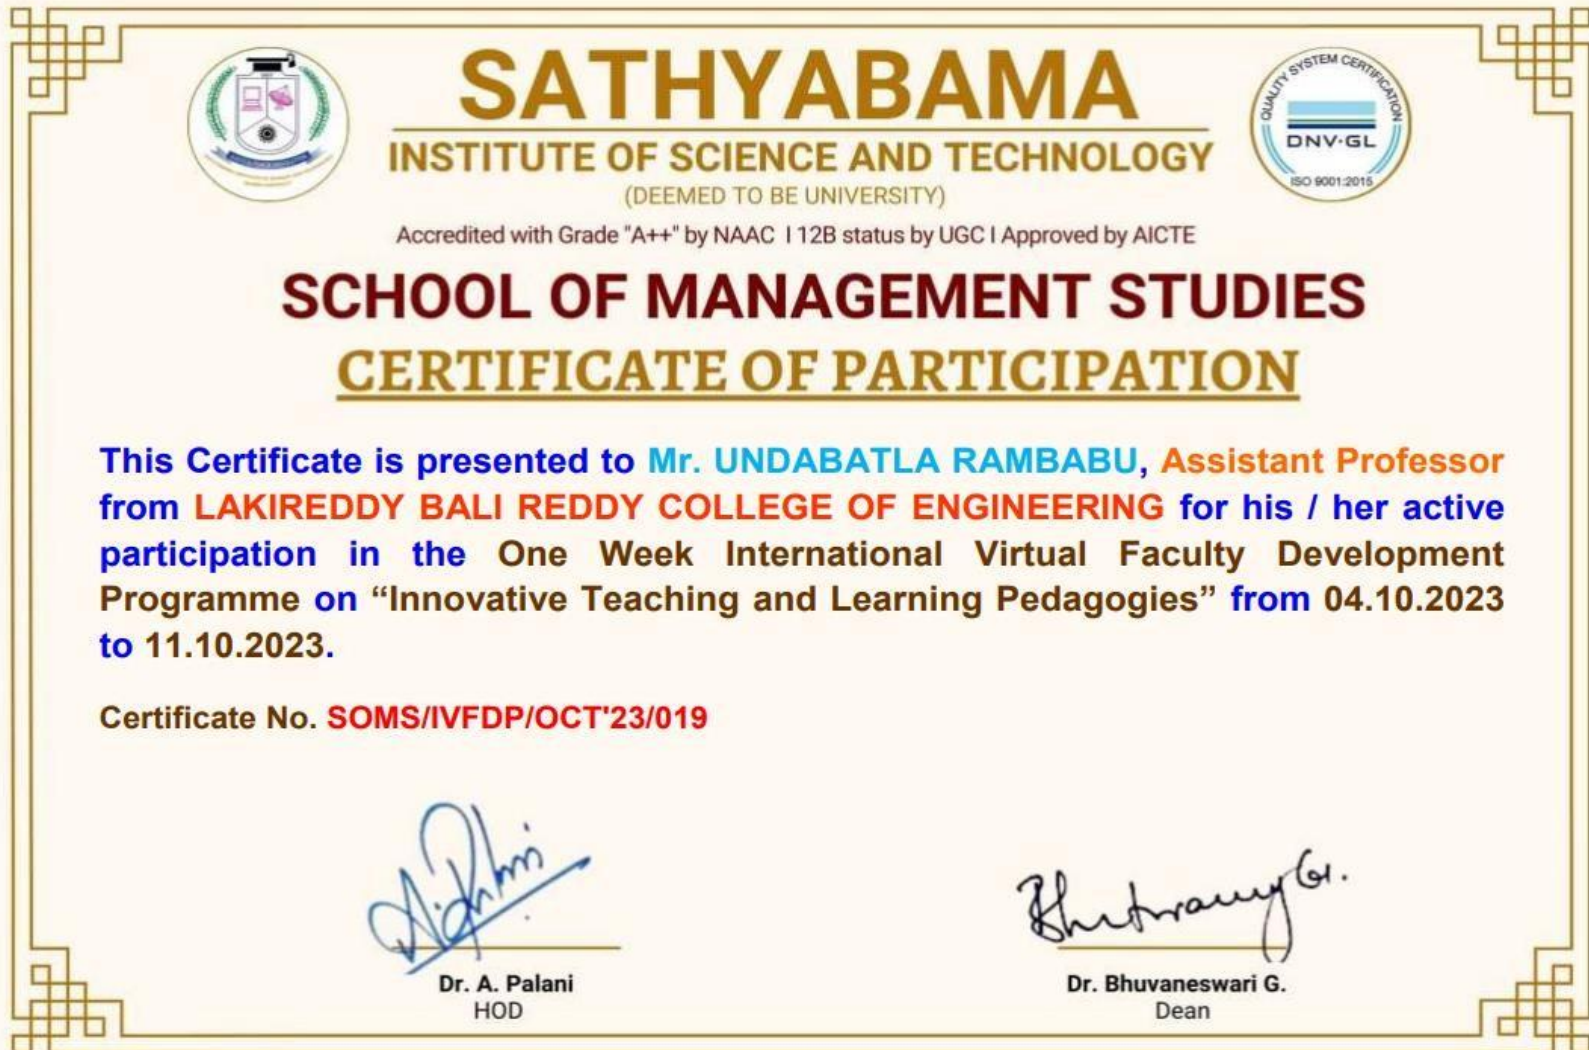 SATHYABAMA
INSTITUTE OF SCIENCE AND TECHNOLOGY
(DEEMED TO BE UNIVERSITY)
Accredited with Grade "A++" by NAAC I 12B status by UGC I Approved by AICTE
QUALITY SYSTEM CERTIFICATION
DNV·GL
ISO 9001:2015
SCHOOL OF MANAGEMENT STUDIES
CERTIFICATE OF PARTICIPATION
This Certificate is presented to Mr. UNDABATLA RAMBABU, Assistant Professor
from LAKIREDDY BALI REDDY COLLEGE OF ENGINEERING for his / her active
participation in the One Week International Virtual Faculty Development
Programme on “Innovative Teaching and Learning Pedagogies” from 04.10.2023
to 11.10.2023.
Certificate No. SOMS/IVFDP/OCT'23/019
Dr. A. Palani
HOD
Dr. Bhuvaneswari G.
Dean